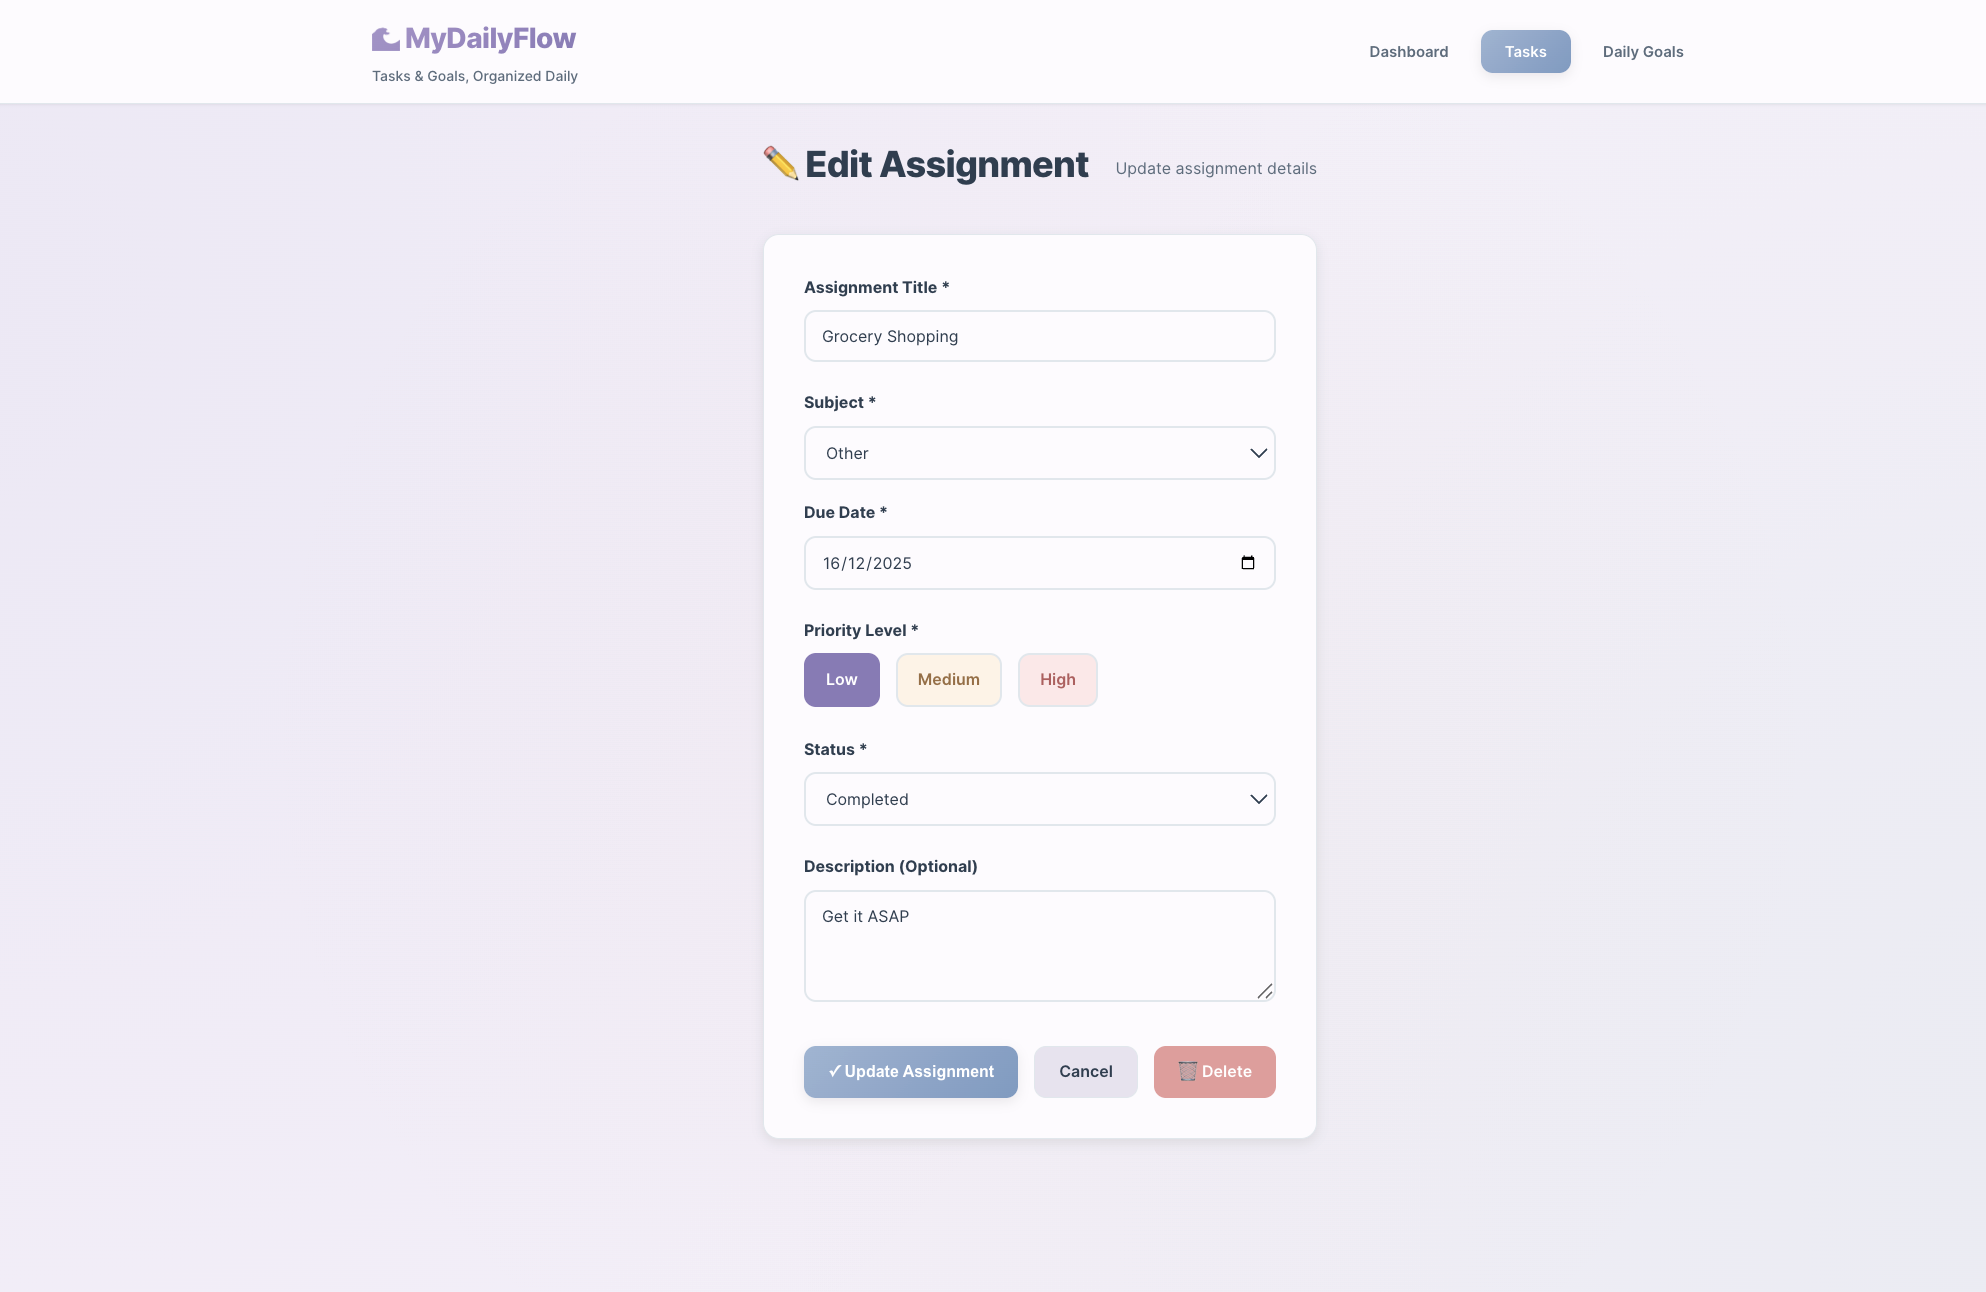 MyDailyFlow
Tasks & Goals, Organized Daily
Dashboard
Tasks
Daily Goals
Edit Assignment
Update assignment details
Assignment Title *
Grocery Shopping
Subject *
Other
Due Date *
16/12/2025
Priority Level *
Low
Medium
High
Status *
Completed
Description (Optional)
Get it ASAP
✓ Update Assignment
Cancel
Delete